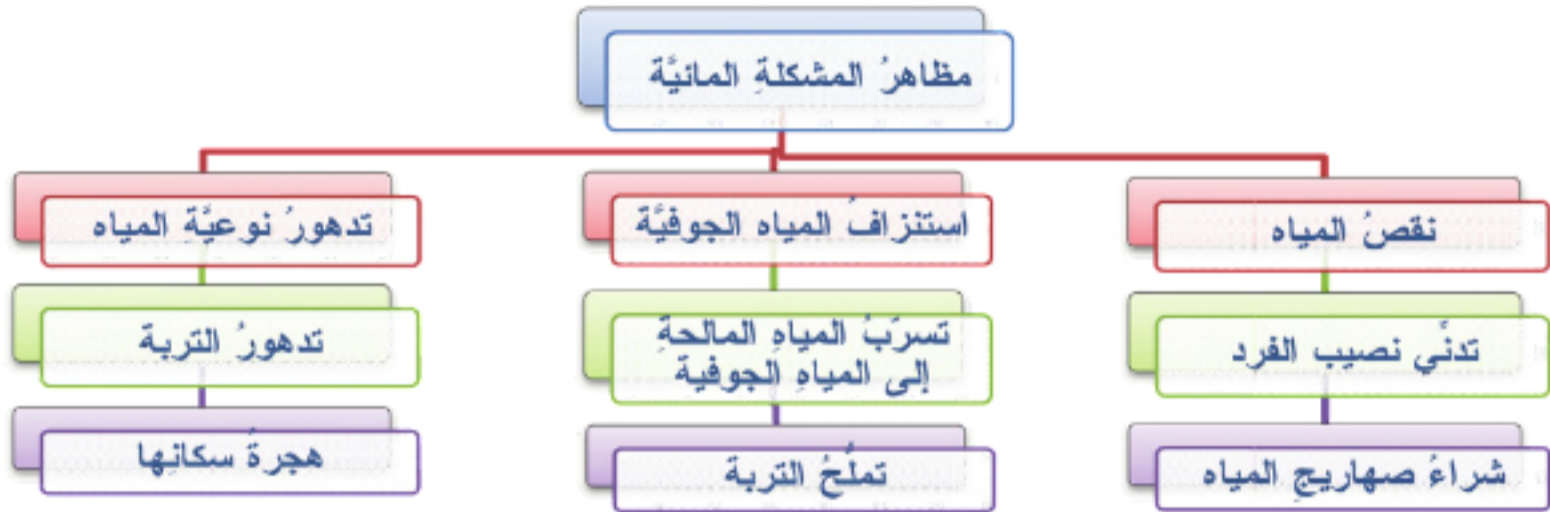 مظاهرُ المشكلةِ المائيَّة
نقصُ المياه
استنزافُ المياه الجوفيَّة
تدهورُ نوعيَّةِ المياه
تدنّي نصيب الفرد
تسرّبُ المياهِ المالحةِ
إلى المياهِ الجوفية
تدهورُ التربة
شراءُ صهاريجِ المياه
تملُّحُ التربة
هجرةُ سكانِها